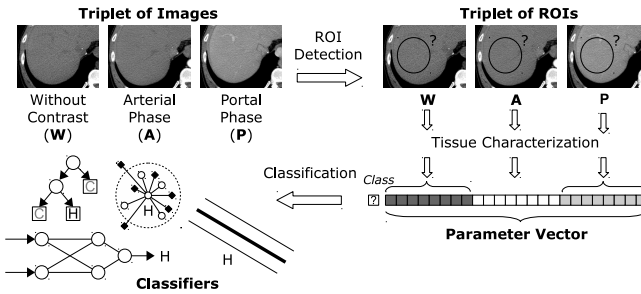 Triplet of Images
Without
Contrast
(W)
Arterial
Phase
(A)
Portal
Phase
(P)
ROI
Detection
Triplet of ROIs
?
?
?
W
A
P
Tissue Characterization
Class
?
Parameter Vector
Classification
C
C
H
H
H
H
Classifiers